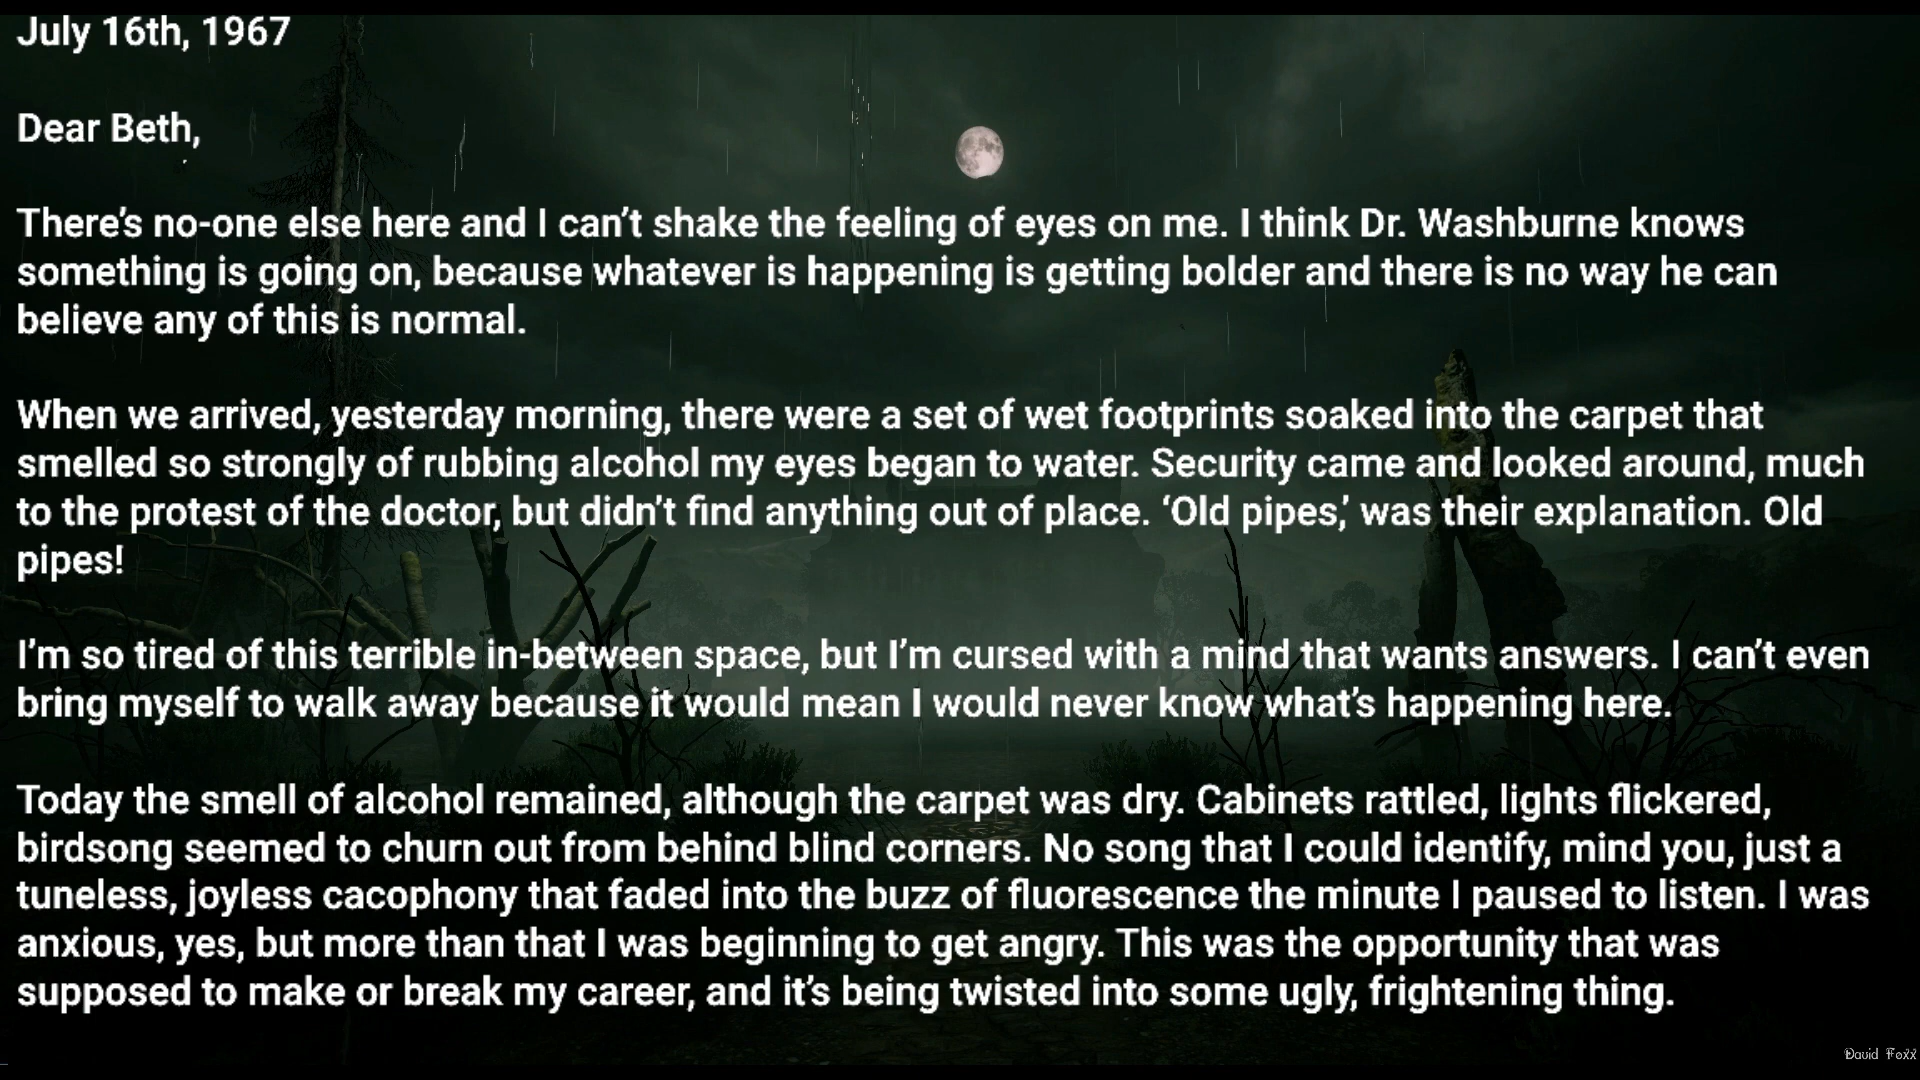 July 16th, 1967
Dear Beth,
There’s no-one else here and I can’t shake the feeling of eyes on me. I think Dr. Washburne knows
something is going on, because whatever is happening is getting bolder and there is no way he can
believe any of this is normal.
When we arrived, yesterday morning, there were a set of wet footprints soaked into the carpet that
smelled so strongly of rubbing alcohol my eyes began to water. Security came and looked around, much
to the protest of the doctor, but didn’t find anything out of place. ‘Old pipes,’ was their explanation. Old
pipes!
I’m so tired of this terrible in-between space, but I’m cursed with a mind that wants answers. I can’t even
bring myself to walk away because it would mean I would never know what’s happening here.
Today the smell of alcohol remained, although the carpet was dry. Cabinets rattled, lights flickered,
birdsong seemed to churn out from behind blind corners. No song that I could identify, mind you, just a
tuneless, joyless cacophony that faded into the buzz of fluorescence the minute I paused to listen. I was
anxious, yes, but more than that I was beginning to get angry. This was the opportunity that was
supposed to make or break my career, and it’s being twisted into some ugly, frightening thing.
David Foxx